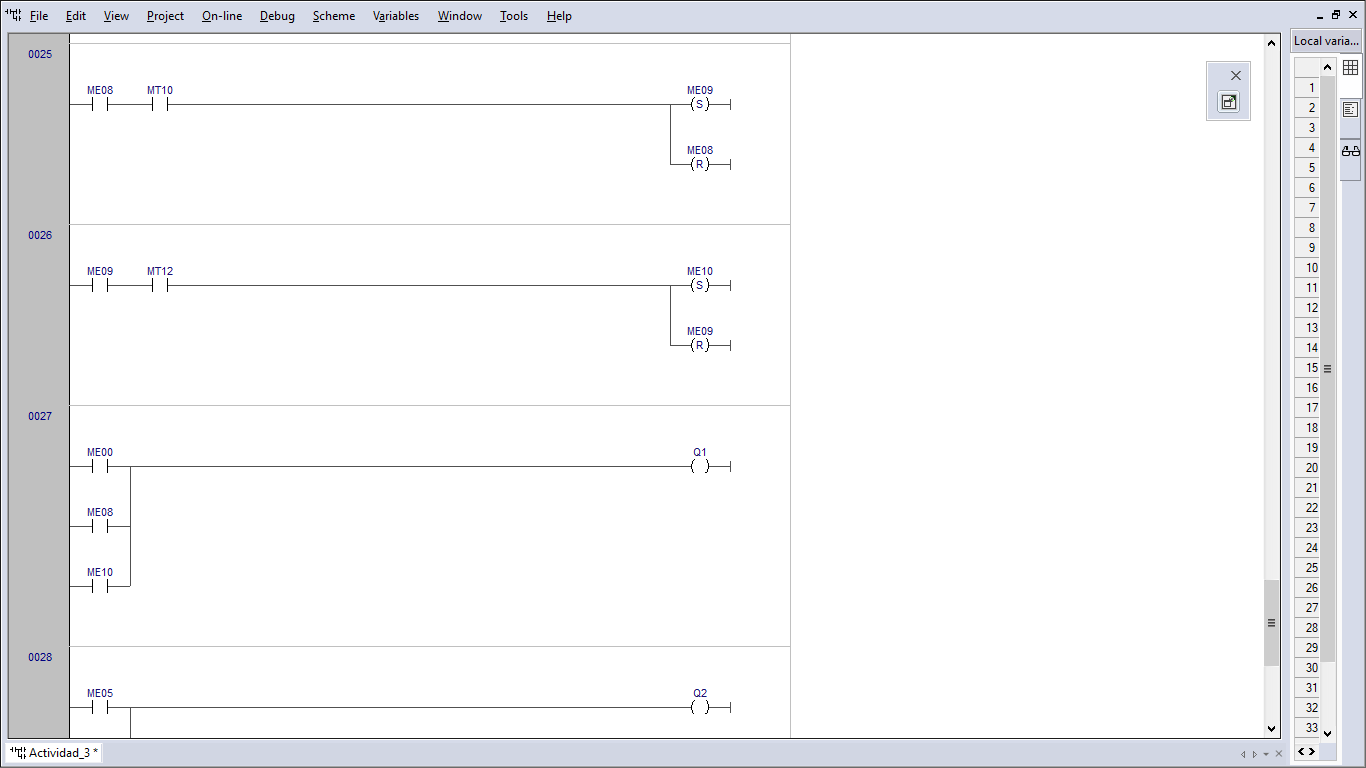 File Edit View Project On-line Debug Scheme Variables Window Tools Help
Local varia...
0025
ME08 MT10 ME09
S
ME08
R
0026
ME09 MT12 ME10
S
ME09
R
0027
ME00 Q1
ME08
ME10
0028
ME05 Q2
1
2
3
4
5
6
7
8
9
10
11
12
13
14
15
16
17
18
19
20
21
22
23
24
25
26
27
28
29
30
31
32
33
Actividad_3 *